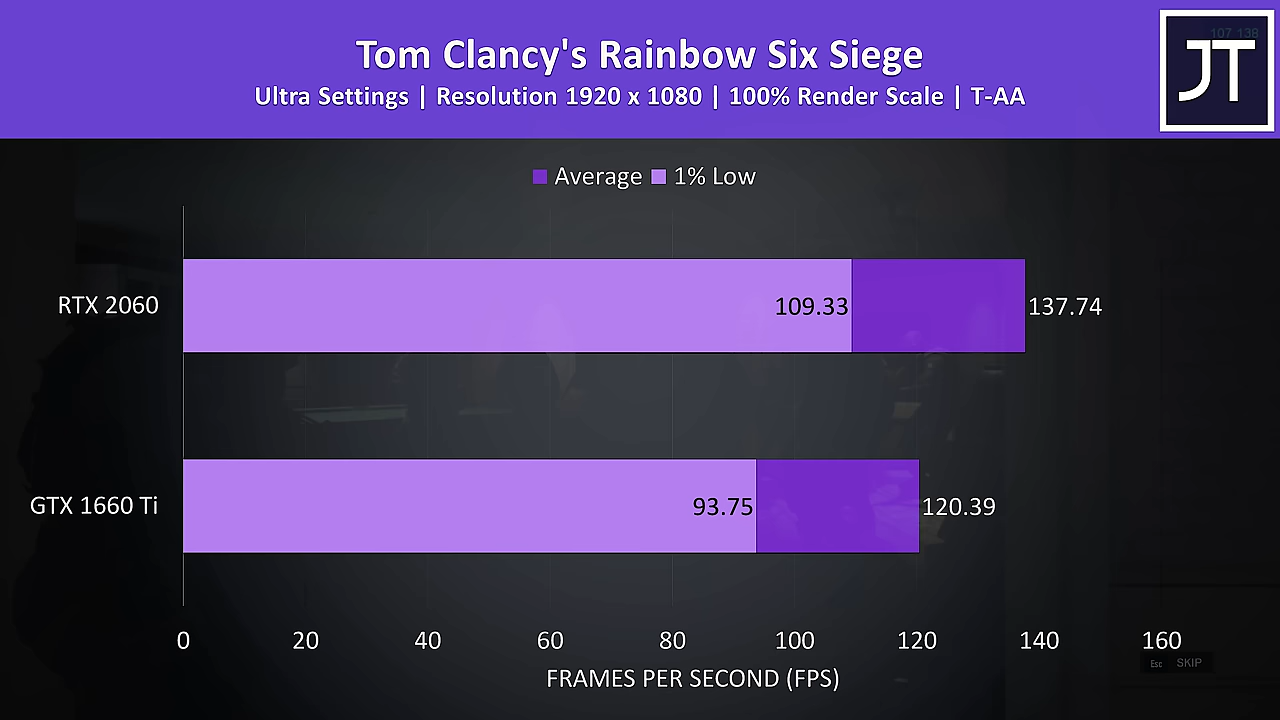 Tom Clancy's Rainbow Six Siege
Ultra Settings | Resolution 1920 x 1080 | 100% Render Scale | T-AA
107 138
JT
Average 1% Low
RTX 2060 109.33 137.74
GTX 1660 Ti 93.75 120.39
0 20 40 60 80 100 120 140 160
FRAMES PER SECOND (FPS)
Esc SKIP